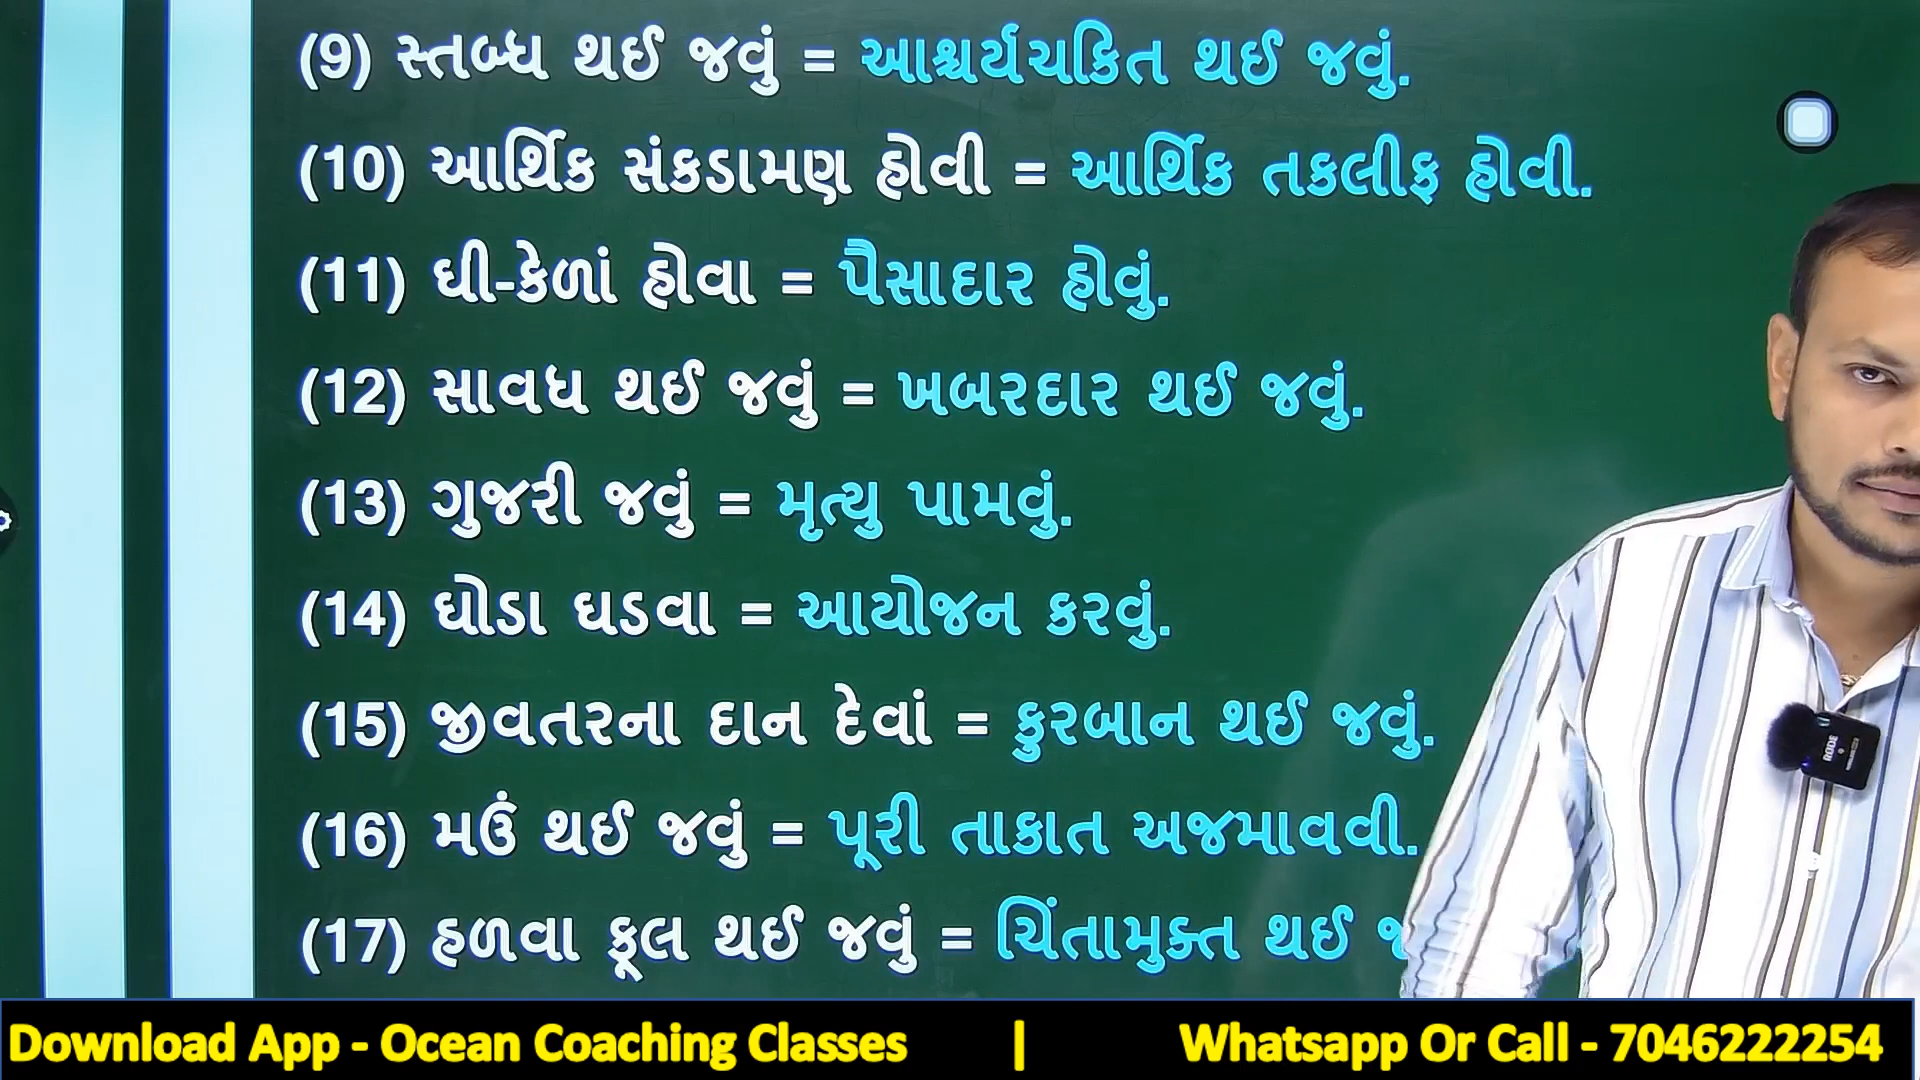 (9) સ્તબ્ધ થઈ જવું = આશ્ચર્યચકિત થઈ જવું.
(10) આર્થિક સંકડામણ હોવી = આર્થિક તકલીફ હોવી.
(11) ઘી-કેળાં હોવા = પૈસાદાર હોવું.
(12) સાવધ થઈ જવું = ખબરદાર થઈ જવું.
(13) ગુજરી જવું = મૃત્યુ પામવું.
(14) ઘોડા ઘડવા = આયોજન કરવું.
(15) જીવતરના દાન દેવાં = કુરબાન થઈ જવું.
(16) મઉં થઈ જવું = પૂરી તાકાત અજમાવવી.
(17) હળવા ફૂલ થઈ જવું = ચિંતામુક્ત થઈ
RODE
Download App - Ocean Coaching Classes | Whatsapp Or Call - 7046222254